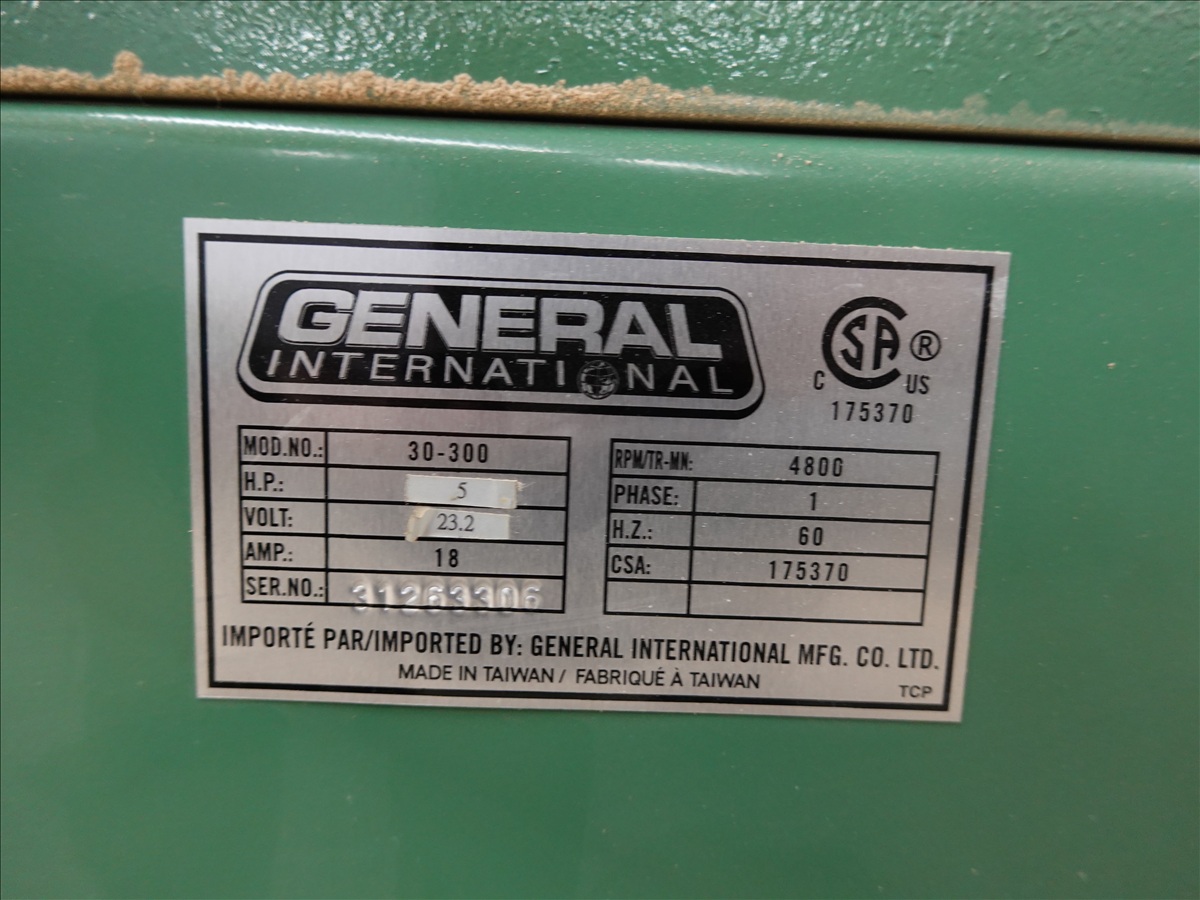 GENERAL
INTERNATIONAL
CSA ®
C US
175370
MOD.NO.: 30-300
H.P.: 5
VOLT: 23.2
AMP.: 18
SER.NO.: 31263306
RPM/TR-MN: 4800
PHASE: 1
H.Z.: 60
CSA: 175370
IMPORTÉ PAR/IMPORTED BY: GENERAL INTERNATIONAL MFG. CO. LTD.
MADE IN TAIWAN / FABRIQUÉ À TAIWAN
TCP